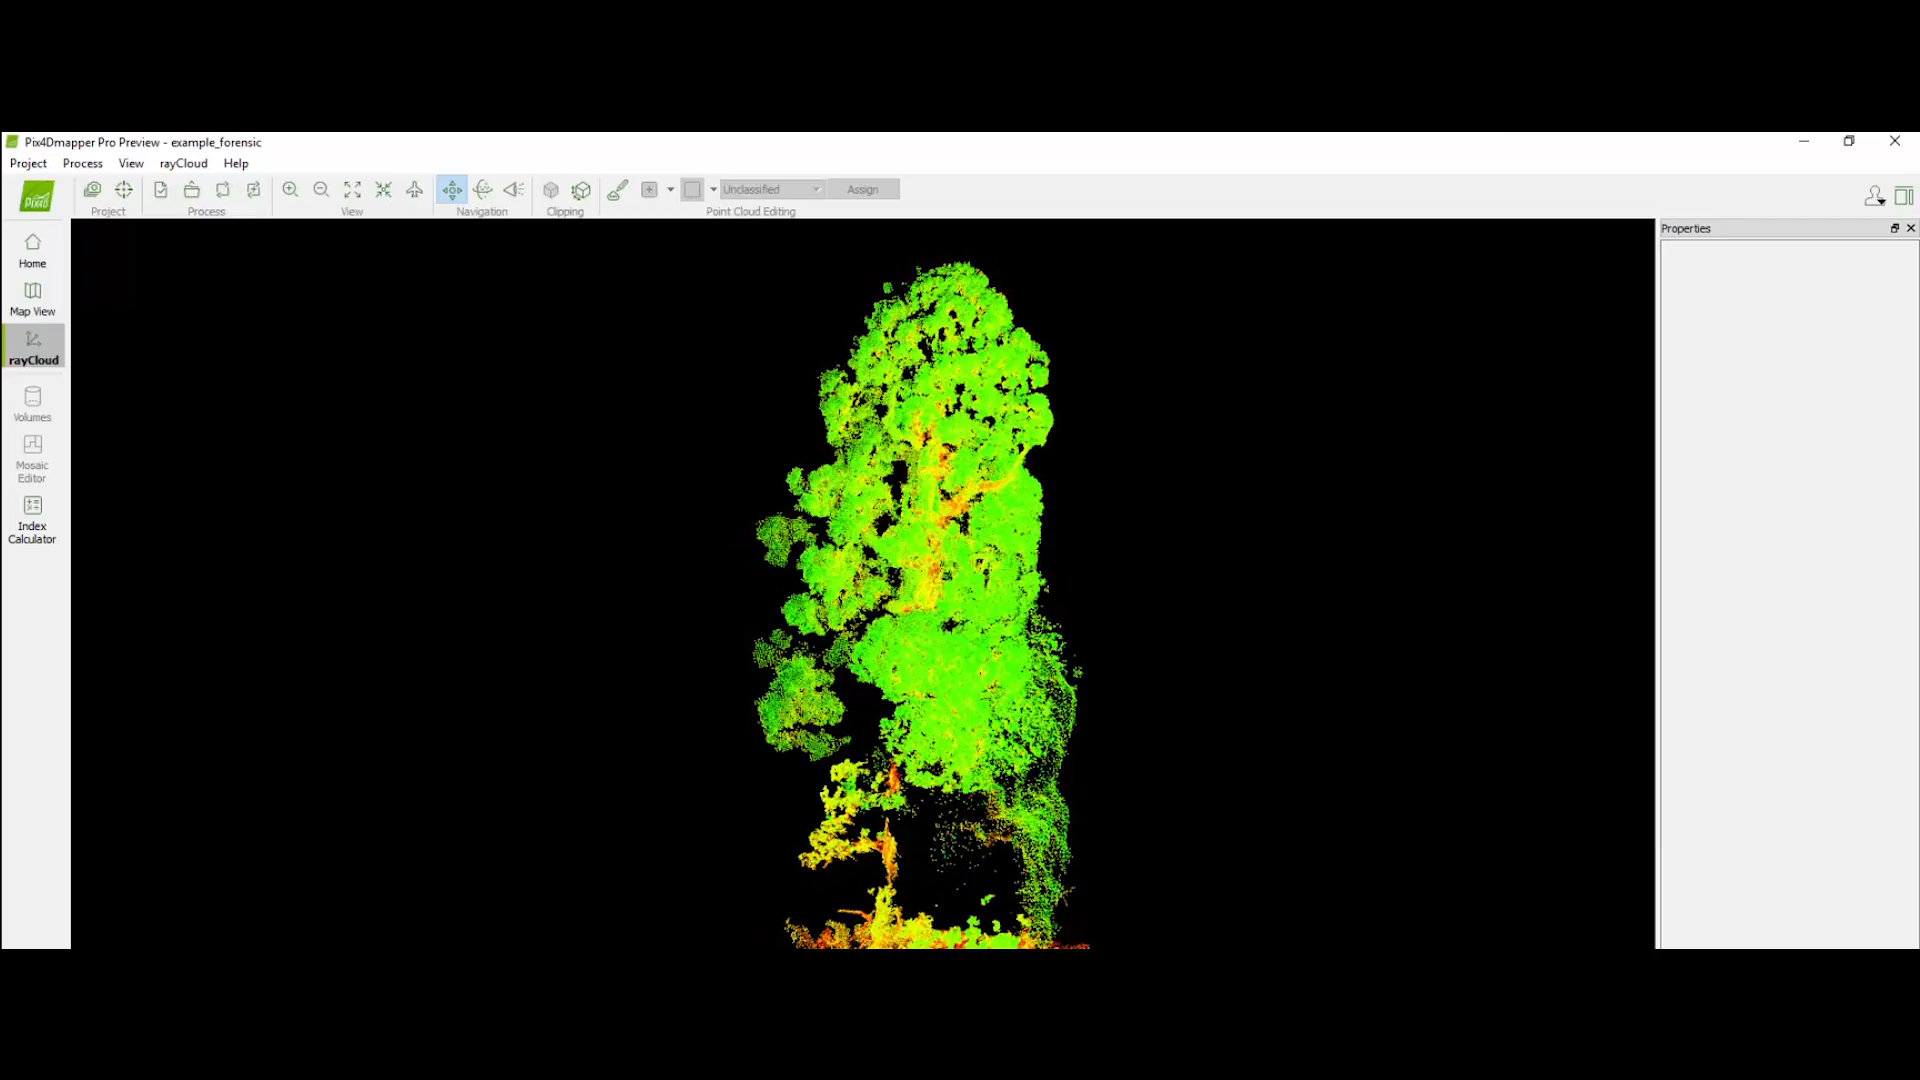 Pix4Dmapper Pro Preview - example_forensic
Project Process View rayCloud Help
PIX4D
Unclassified Assign
Project Process View Navigation Clipping Point Cloud Editing
Properties
Home
Map View
rayCloud
Volumes
Mosaic
Editor
Index
Calculator